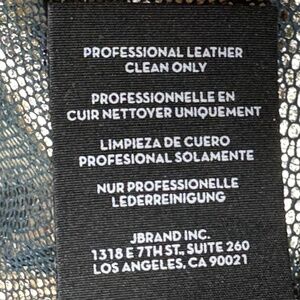 PROFESSIONAL LEATHER
CLEAN ONLY
PROFESSIONNELLE EN
CUIR NETTOYER UNIQUEMENT
LIMPIEZA DE CUERO
PROFESIONAL SOLAMENTE
NUR PROFESSIONELLE
LEDERREINIGUNG
JBRAND INC.
1318 E 7TH ST., SUITE 260
LOS ANGELES, CA 90021